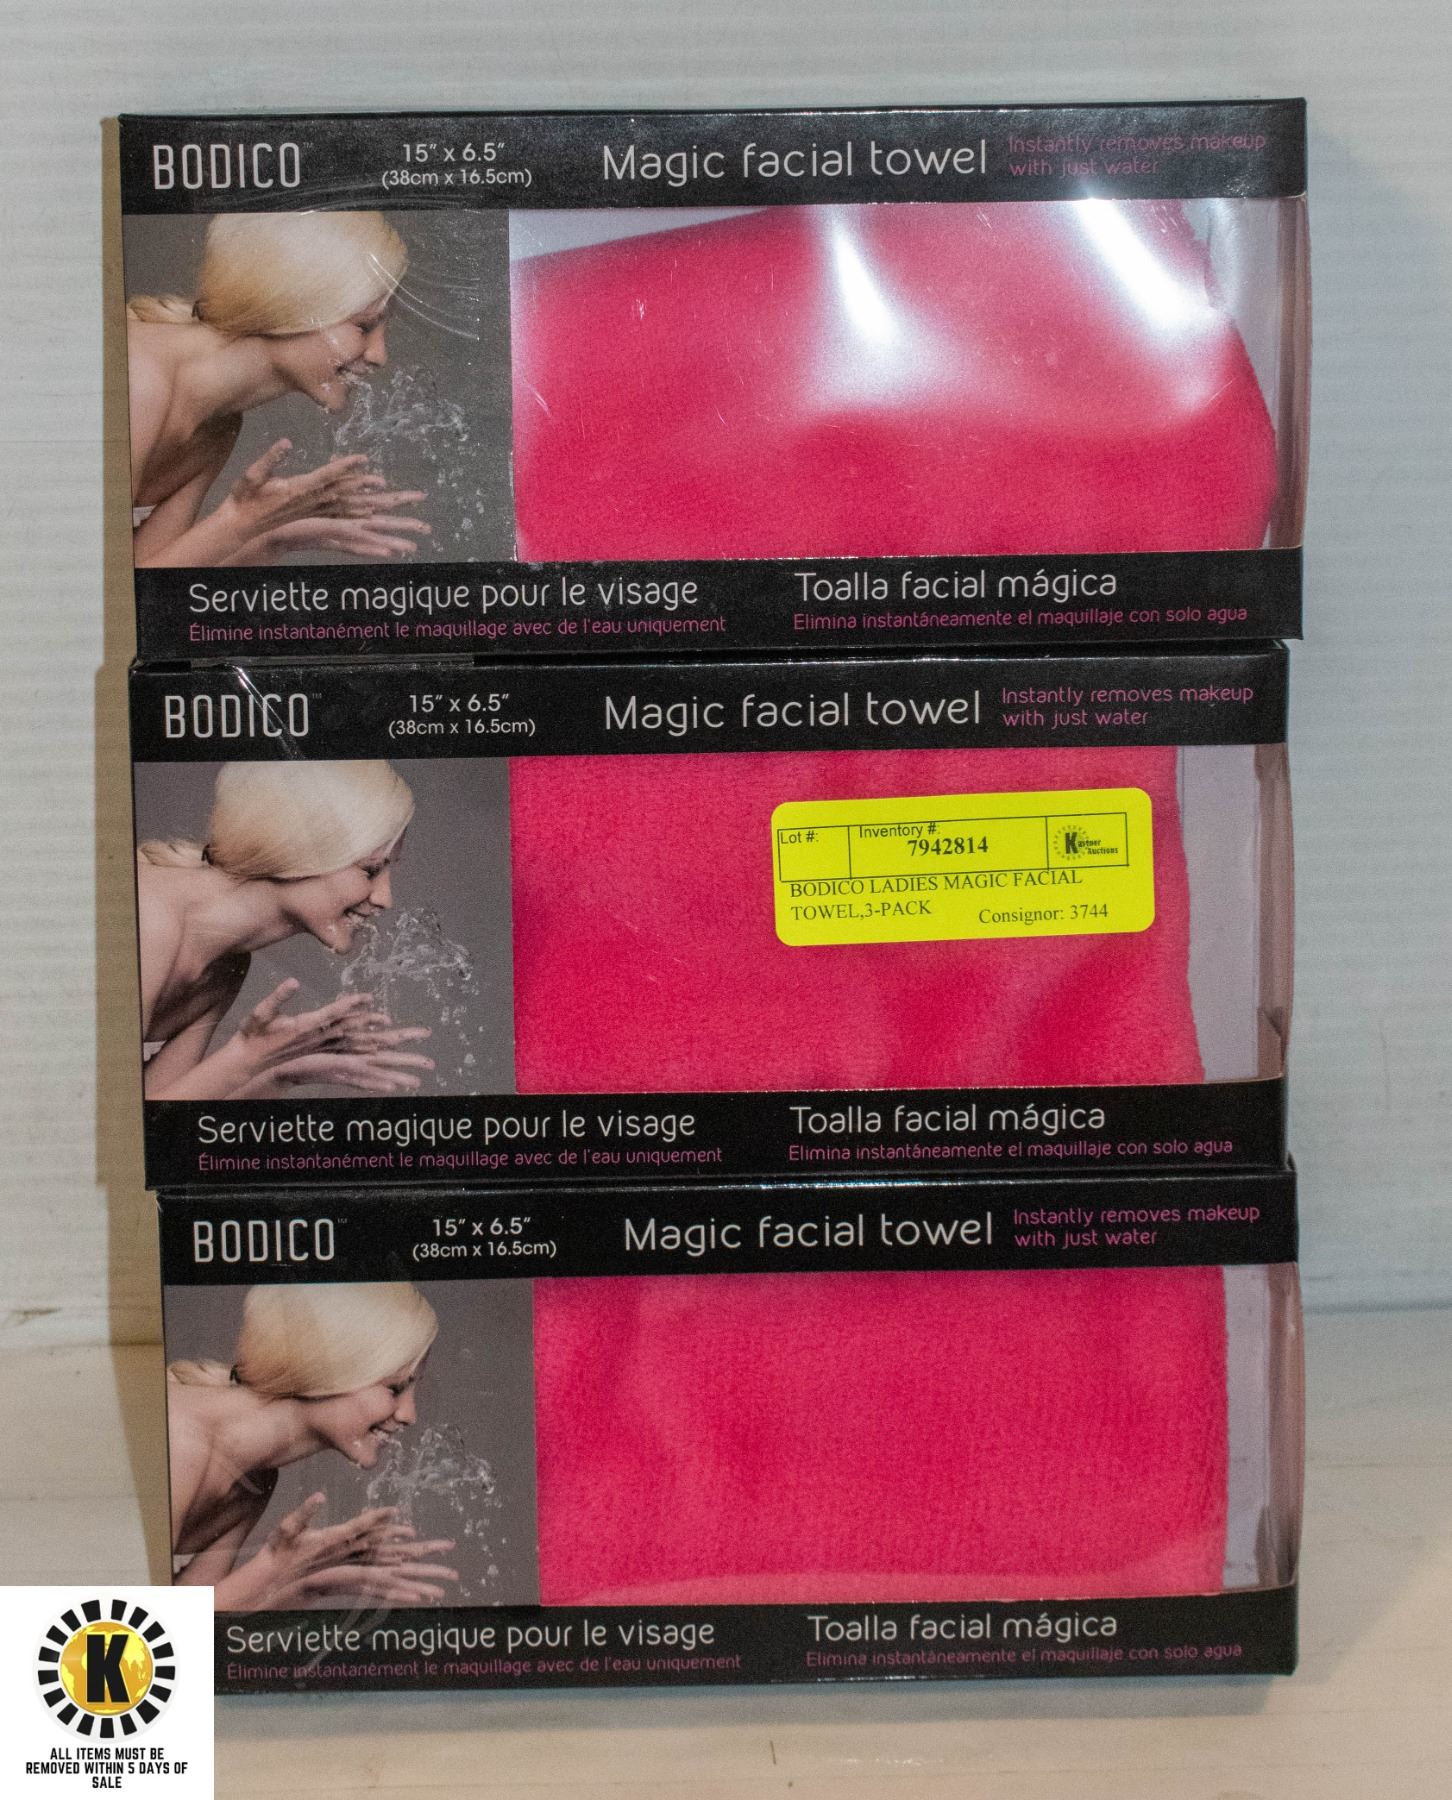 BODICO™
15" x 6.5"
(38cm x 16.5cm)
Magic facial towel
Instantly removes makeup
with just water
Serviette magique pour le visage
Élimine instantanément le maquillage avec de l'eau uniquement
Toalla facial mágica
Elimina instantáneamente el maquillaje con solo agua
BODICO™
15" x 6.5"
(38cm x 16.5cm)
Magic facial towel
Instantly removes makeup
with just water
Lot #:
Inventory #:
7942814
Kastner
Auctions
BODICO LADIES MAGIC FACIAL
TOWEL,3-PACK
Consignor: 3744
Serviette magique pour le visage
Élimine instantanément le maquillage avec de l'eau uniquement
Toalla facial mágica
Elimina instantáneamente el maquillaje con solo agua
BODICO™
15" x 6.5"
(38cm x 16.5cm)
Magic facial towel
Instantly removes makeup
with just water
Serviette magique pour le visage
Élimine instantanément le maquillage avec de l'eau uniquement
Toalla facial mágica
Elimina instantáneamente el maquillaje con solo agua
K
ALL ITEMS MUST BE
REMOVED WITHIN 5 DAYS OF
SALE